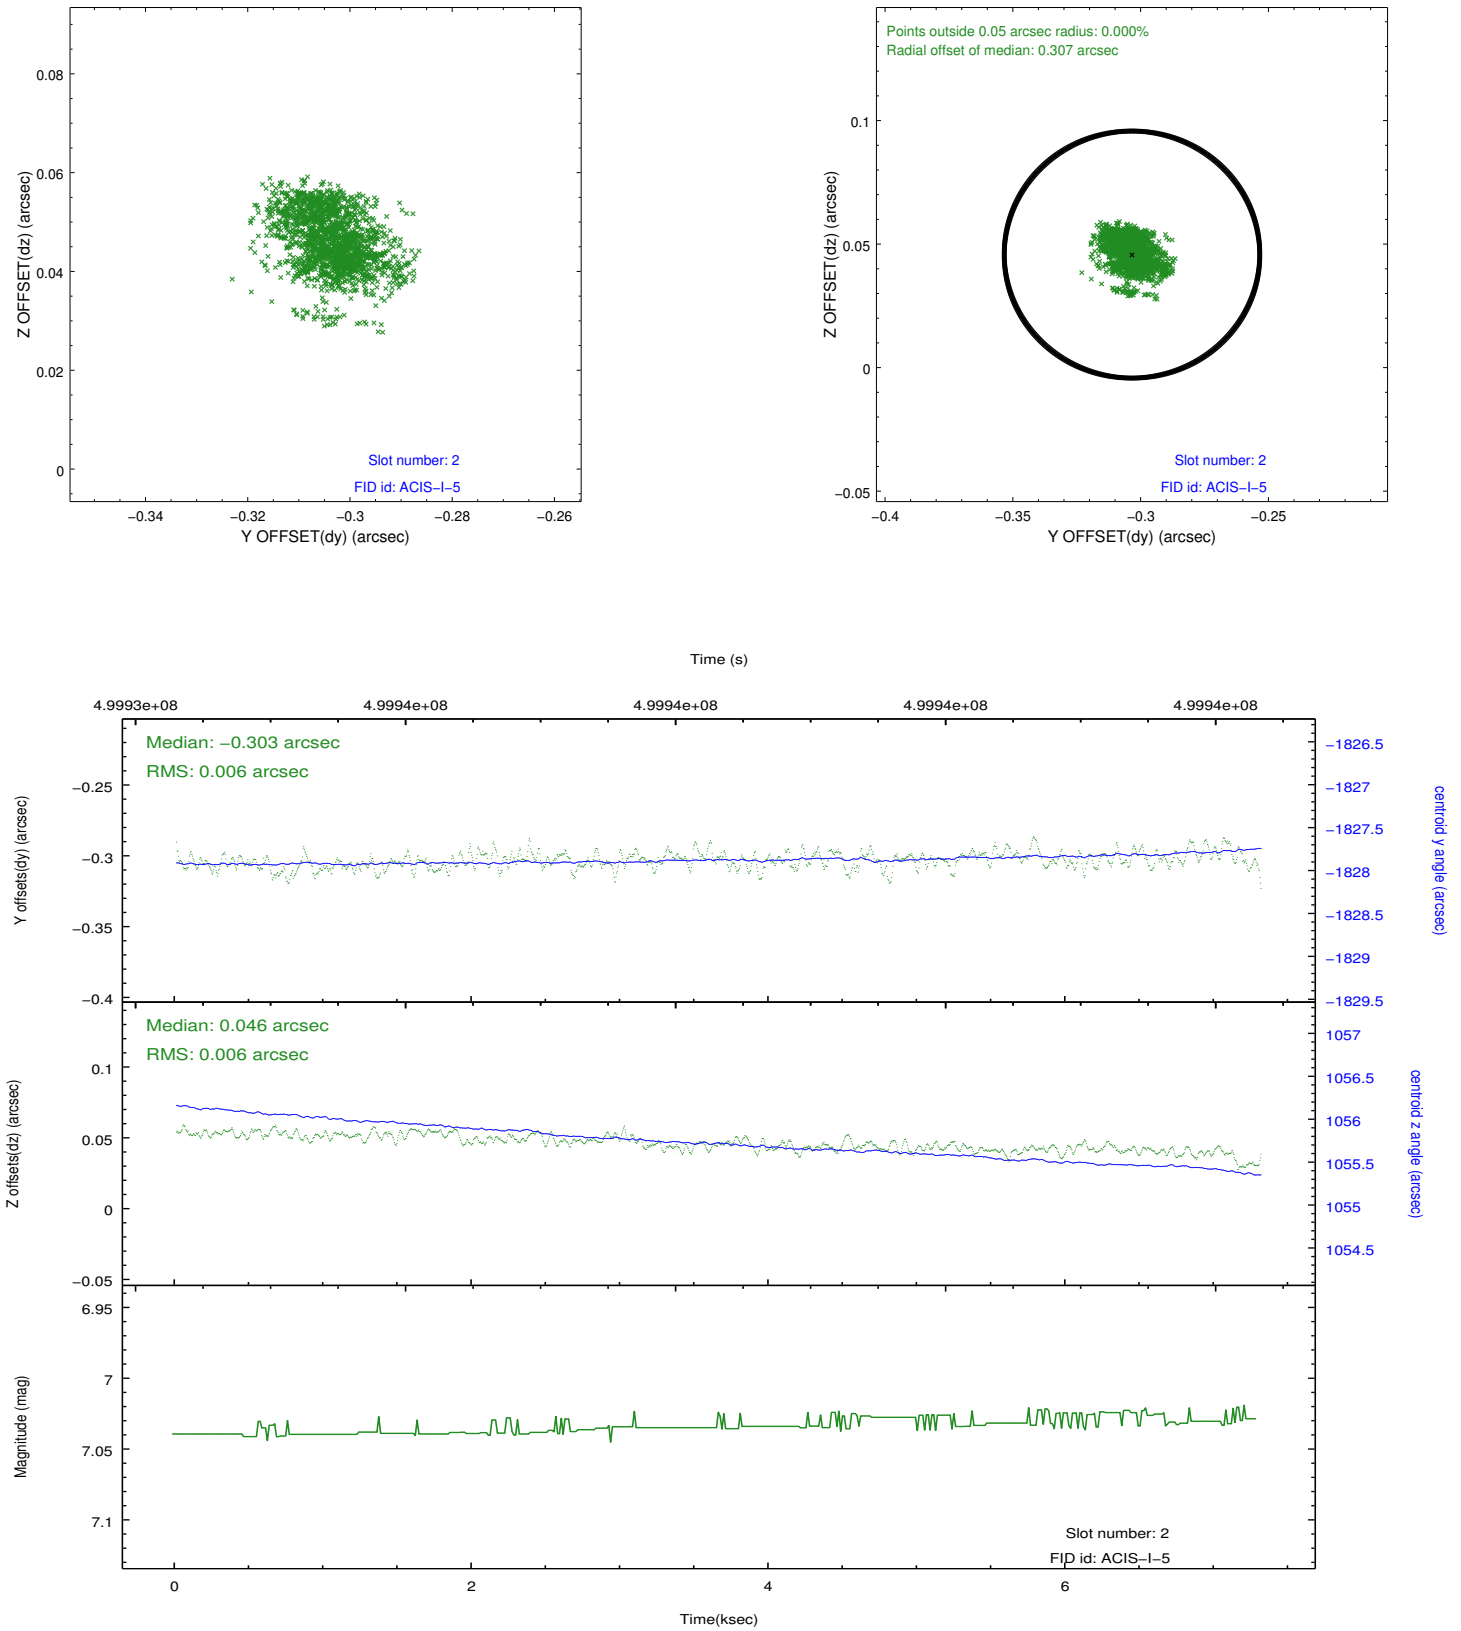 0.08
0.06
0.04
0.02
0
Z OFFSET(dz) (arcsec)
Slot number: 2
FID id: ACIS−I−5
−0.34 −0.32 −0.3 −0.28 −0.26
Y OFFSET(dy) (arcsec)
Points outside 0.05 arcsec radius: 0.000%
Radial offset of median: 0.307 arcsec
0.1
0.05
0
−0.05
Z OFFSET(dz) (arcsec)
Slot number: 2
FID id: ACIS−I−5
−0.4 −0.35 −0.3 −0.25
Y OFFSET(dy) (arcsec)
Time (s)
4.9993e+08 4.9994e+08 4.9994e+08 4.9994e+08 4.9994e+08
Median: −0.303 arcsec
RMS: 0.006 arcsec
−0.25
−0.3
−0.35
−0.4
Y offsets(dy) (arcsec)
−1826.5
−1827
−1827.5
−1828
−1828.5
−1829
−1829.5
centroid y angle (arcsec)
Median: 0.046 arcsec
RMS: 0.006 arcsec
0.1
0.05
0
−0.05
Z offsets(dz) (arcsec)
1057
1056.5
1056
1055.5
1055
1054.5
centroid z angle (arcsec)
6.95
7
7.05
7.1
Magnitude (mag)
Slot number: 2
FID id: ACIS−I−5
0 2 4 6
Time(ksec)